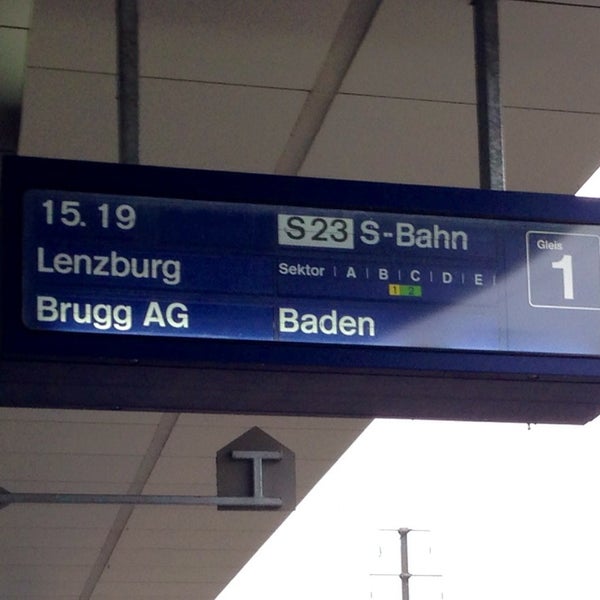 15. 19 S23 S-Bahn
Gleis
1
Lenzburg
Sektor | A | B | C | D | E |
1 2
Brugg AG Baden